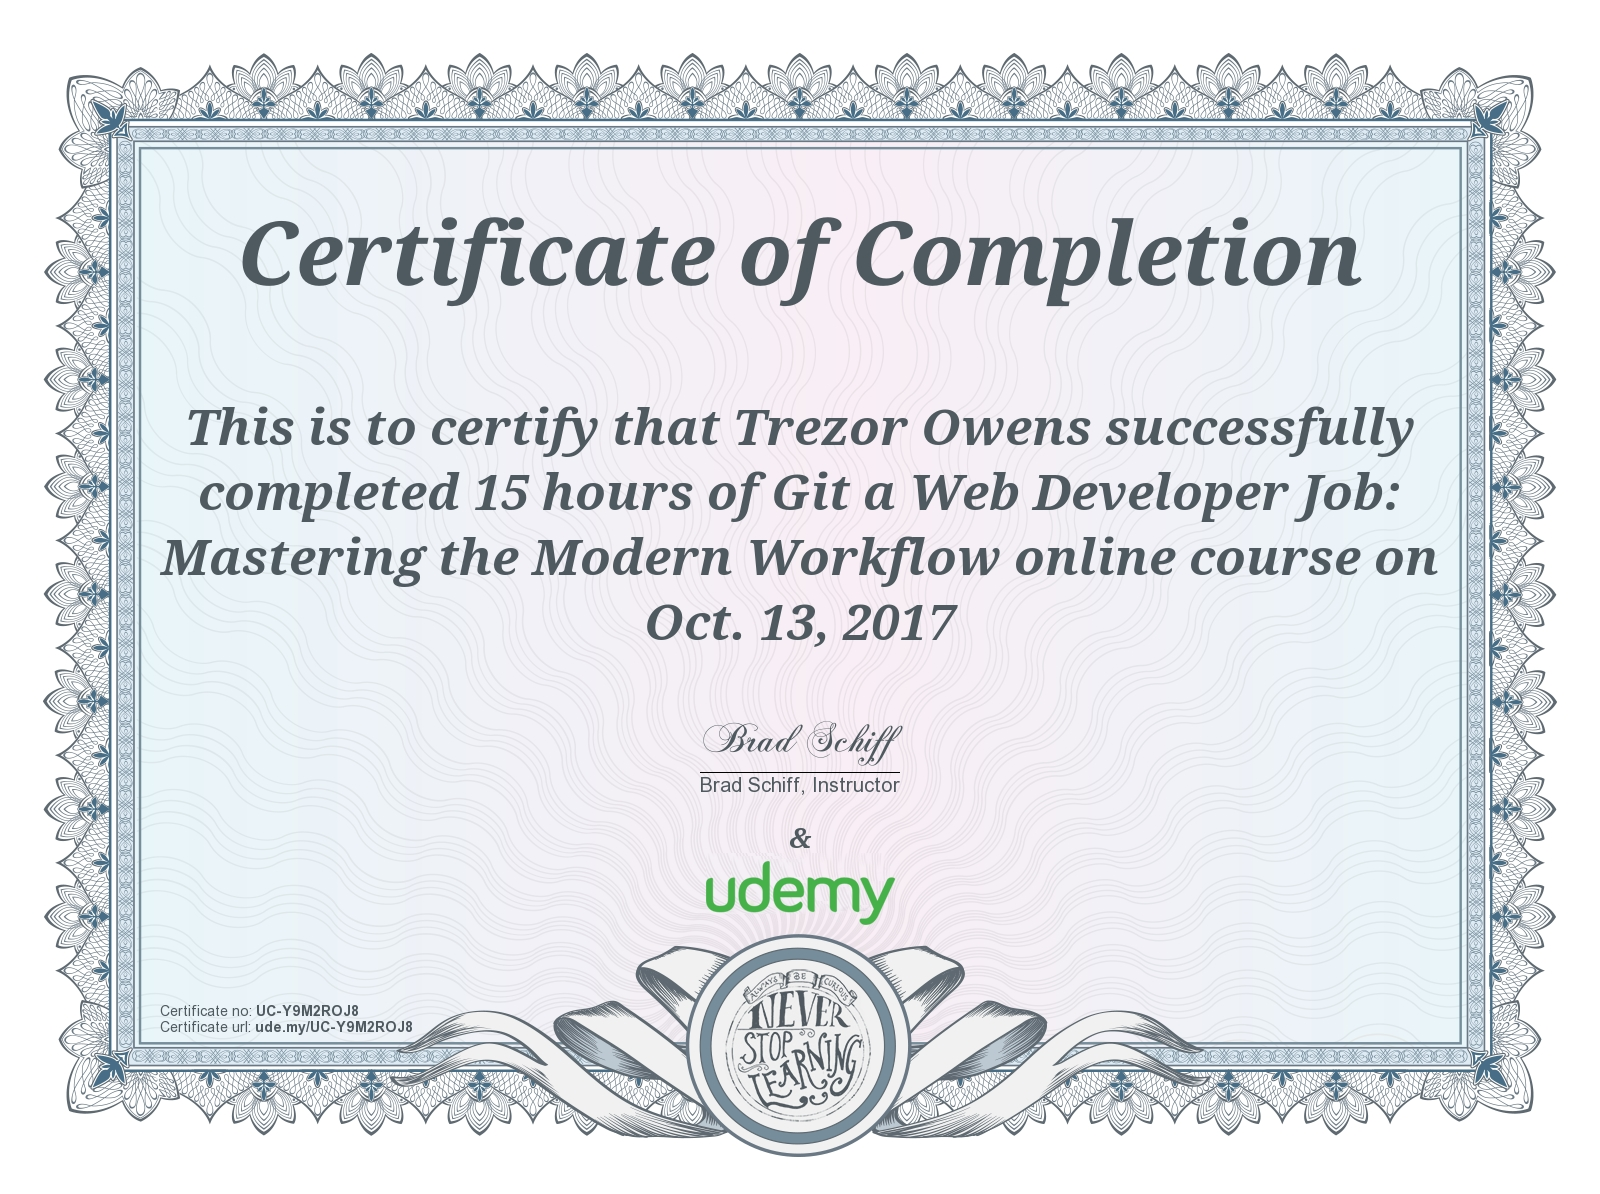 Certificate of Completion
This is to certify that Trezor Owens successfully
completed 15 hours of Git a Web Developer Job:
Mastering the Modern Workflow online course on
Oct. 13, 2017
Brad Schiff
Brad Schiff, Instructor
&
udemy
Certificate no: UC-Y9M2ROJ8
Certificate url: ude.my/UC-Y9M2ROJ8
ALWAYS BE CURIOUS
NEVER
STOP
LEARNING